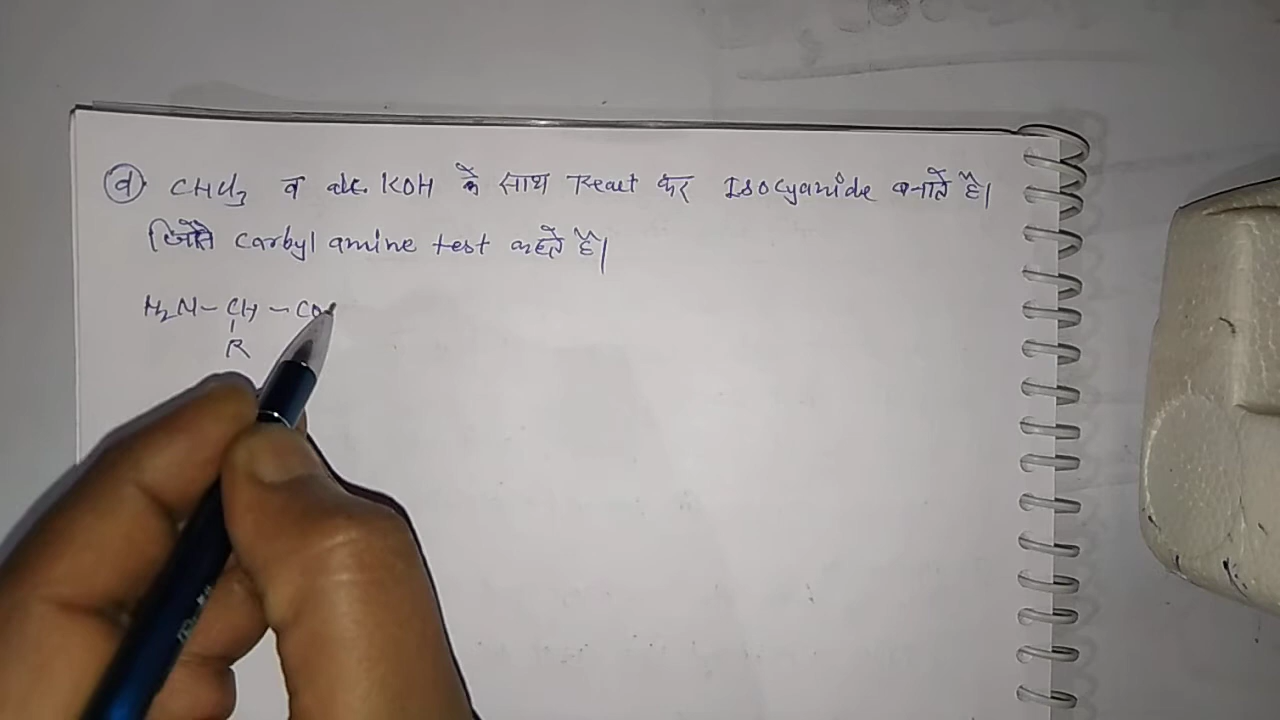 (d) CHCl3 व alc. KOH के साथ React कर Isocyanide बनाते है।
जिसे Carbyl amine test कहते है।
H2N – CH – CO
R